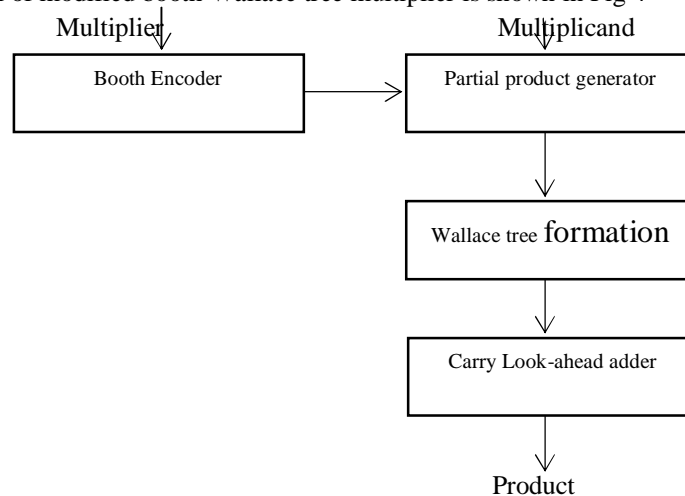 of modified booth Wallace tree multiplier is shown in Fig
Multiplier Multiplicand
Booth Encoder Partial product generator
Wallace tree formation
Carry Look-ahead adder
Product